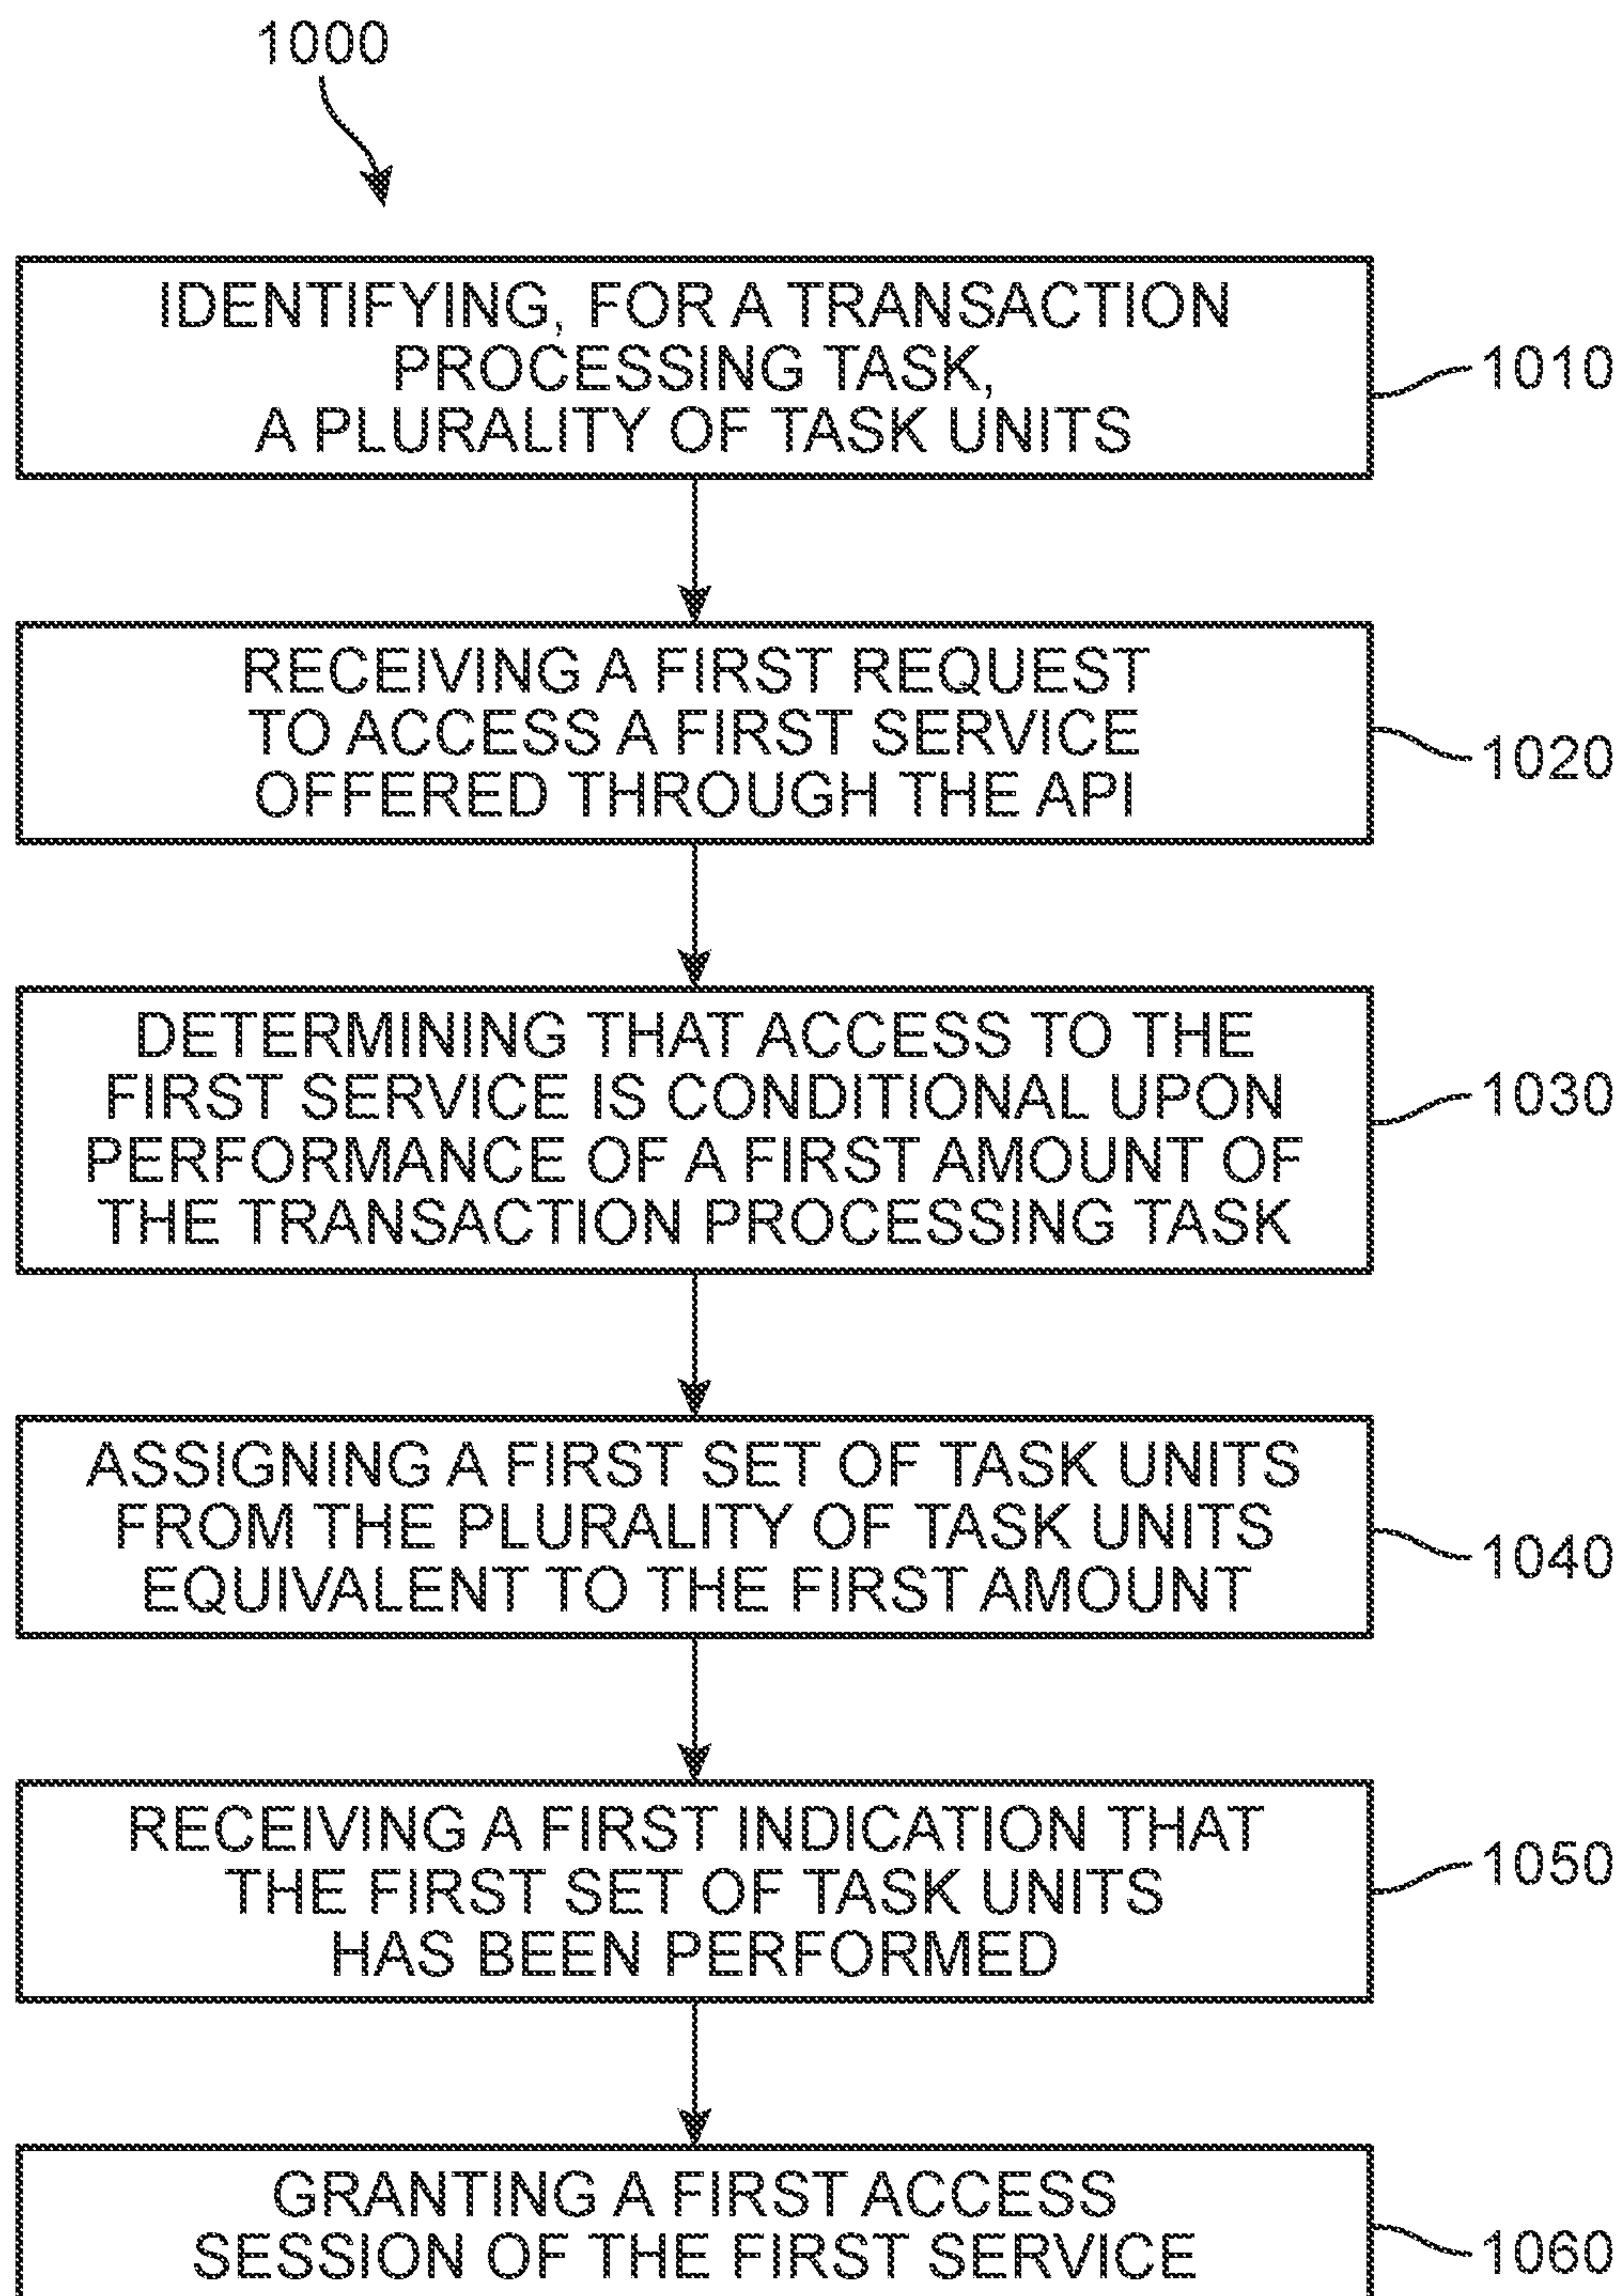 1000
IDENTIFYING, FOR A TRANSACTION
PROCESSING TASK,
A PLURALITY OF TASK UNITS
1010
RECEIVING A FIRST REQUEST
TO ACCESS A FIRST SERVICE
OFFERED THROUGH THE API
1020
DETERMINING THAT ACCESS TO THE
FIRST SERVICE IS CONDITIONAL UPON
PERFORMANCE OF A FIRST AMOUNT OF
THE TRANSACTION PROCESSING TASK
1030
ASSIGNING A FIRST SET OF TASK UNITS
FROM THE PLURALITY OF TASK UNITS
EQUIVALENT TO THE FIRST AMOUNT
1040
RECEIVING A FIRST INDICATION THAT
THE FIRST SET OF TASK UNITS
HAS BEEN PERFORMED
1050
GRANTING A FIRST ACCESS
SESSION OF THE FIRST SERVICE
1060